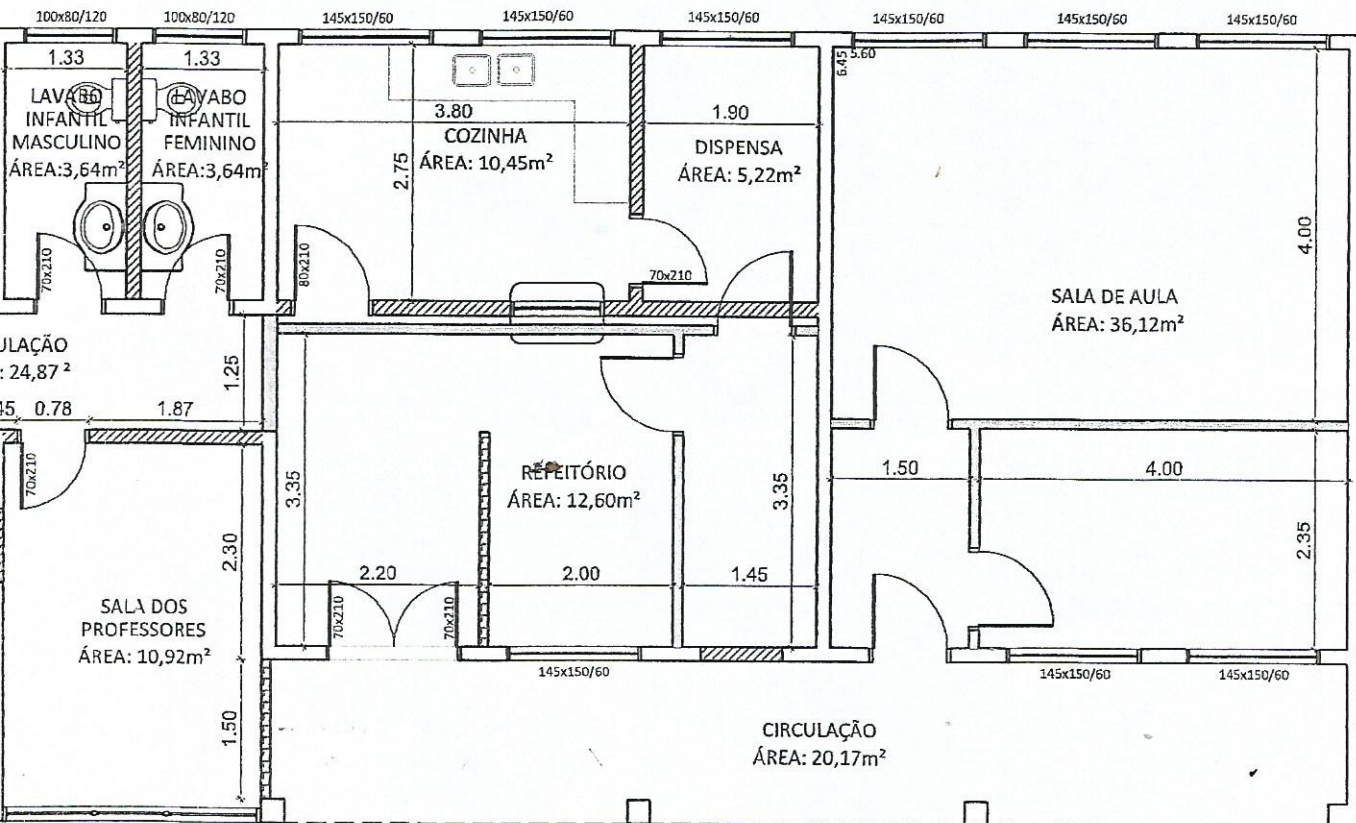 100x80/120
100x80/120
145x150/60
145x150/60
145x150/60
145x150/60
145x150/60
145x150/60
1.33
1.33
LAVABO
INFANTIL
MASCULINO
ÁREA:3,64m²
LAVABO
INFANTIL
FEMININO
ÁREA:3,64m²
3.80
COZINHA
ÁREA: 10,45m²
2.75
1.90
DISPENSA
ÁREA: 5,22m²
6.45
5.60
4.00
SALA DE AULA
ÁREA: 36,12m²
70x210
70x210
80x210
70x210
ULAÇÃO
: 24,87 ²
1.25
45
0.78
1.87
70x210
3.35
REFEITÓRIO
ÁREA: 12,60m²
3.35
1.50
4.00
2.35
2.30
2.20
2.00
1.45
70x210
70x210
SALA DOS
PROFESSORES
ÁREA: 10,92m²
1.50
145x150/60
145x150/60
145x150/60
CIRCULAÇÃO
ÁREA: 20,17m²